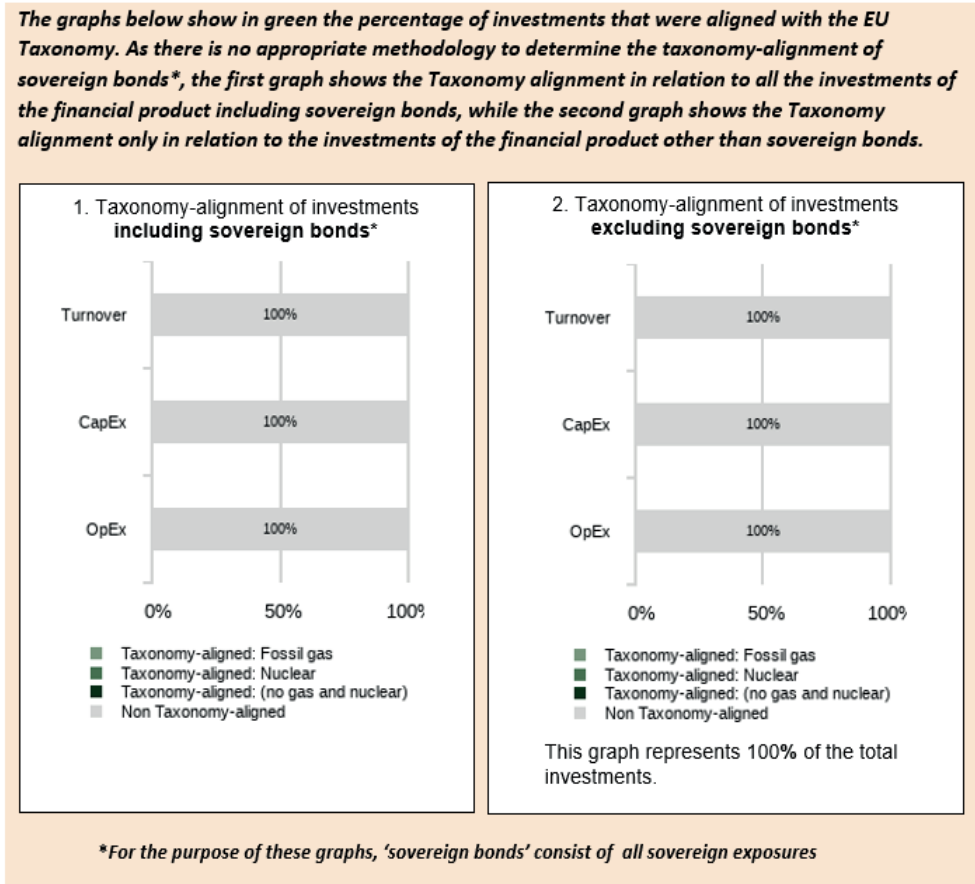 The graphs below show in green the percentage of investments that were aligned with the EU
Taxonomy. As there is no appropriate methodology to determine the taxonomy-alignment of
sovereign bonds*, the first graph shows the Taxonomy alignment in relation to all the investments of
the financial product including sovereign bonds, while the second graph shows the Taxonomy
alignment only in relation to the investments of the financial product other than sovereign bonds.
1. Taxonomy-alignment of investments
including sovereign bonds*
Turnover
100%
CapEx
100%
OpEx
100%
0% 50% 100%
Taxonomy-aligned: Fossil gas
Taxonomy-aligned: Nuclear
Taxonomy-aligned: (no gas and nuclear)
Non Taxonomy-aligned
2. Taxonomy-alignment of investments
excluding sovereign bonds*
Turnover
100%
CapEx
100%
OpEx
100%
0% 50% 100%
Taxonomy-aligned: Fossil gas
Taxonomy-aligned: Nuclear
Taxonomy-aligned: (no gas and nuclear)
Non Taxonomy-aligned
This graph represents 100% of the total
investments.
*For the purpose of these graphs, ‘sovereign bonds’ consist of all sovereign exposures